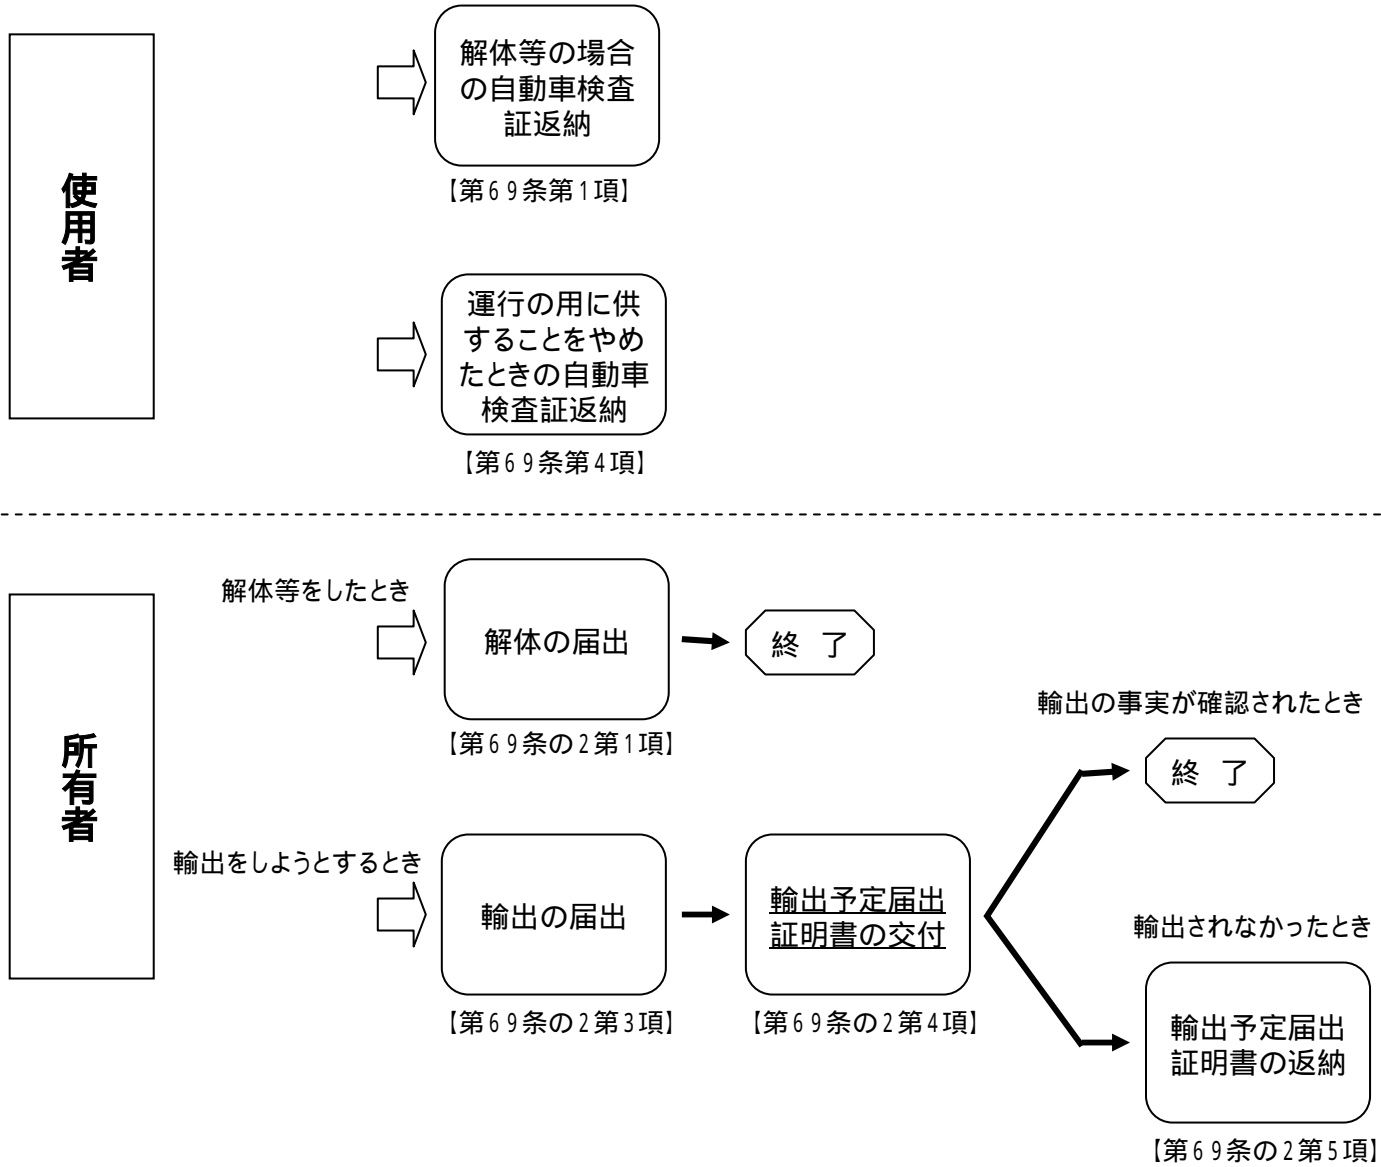 使用者
解体等の場合
の自動車検査
証返納
【第６９条第１項】
運行の用に供
することをやめ
たときの自動車
検査証返納
【第６９条第４項】
所有者
解体等をしたとき
解体の届出
終　了
【第６９条の２第１項】
輸出をしようとするとき
輸出の届出
【第６９条の２第３項】
輸出予定届出
証明書の交付
【第６９条の２第４項】
輸出の事実が確認されたとき
終　了
輸出されなかったとき
輸出予定届出
証明書の返納
【第６９条の２第５項】